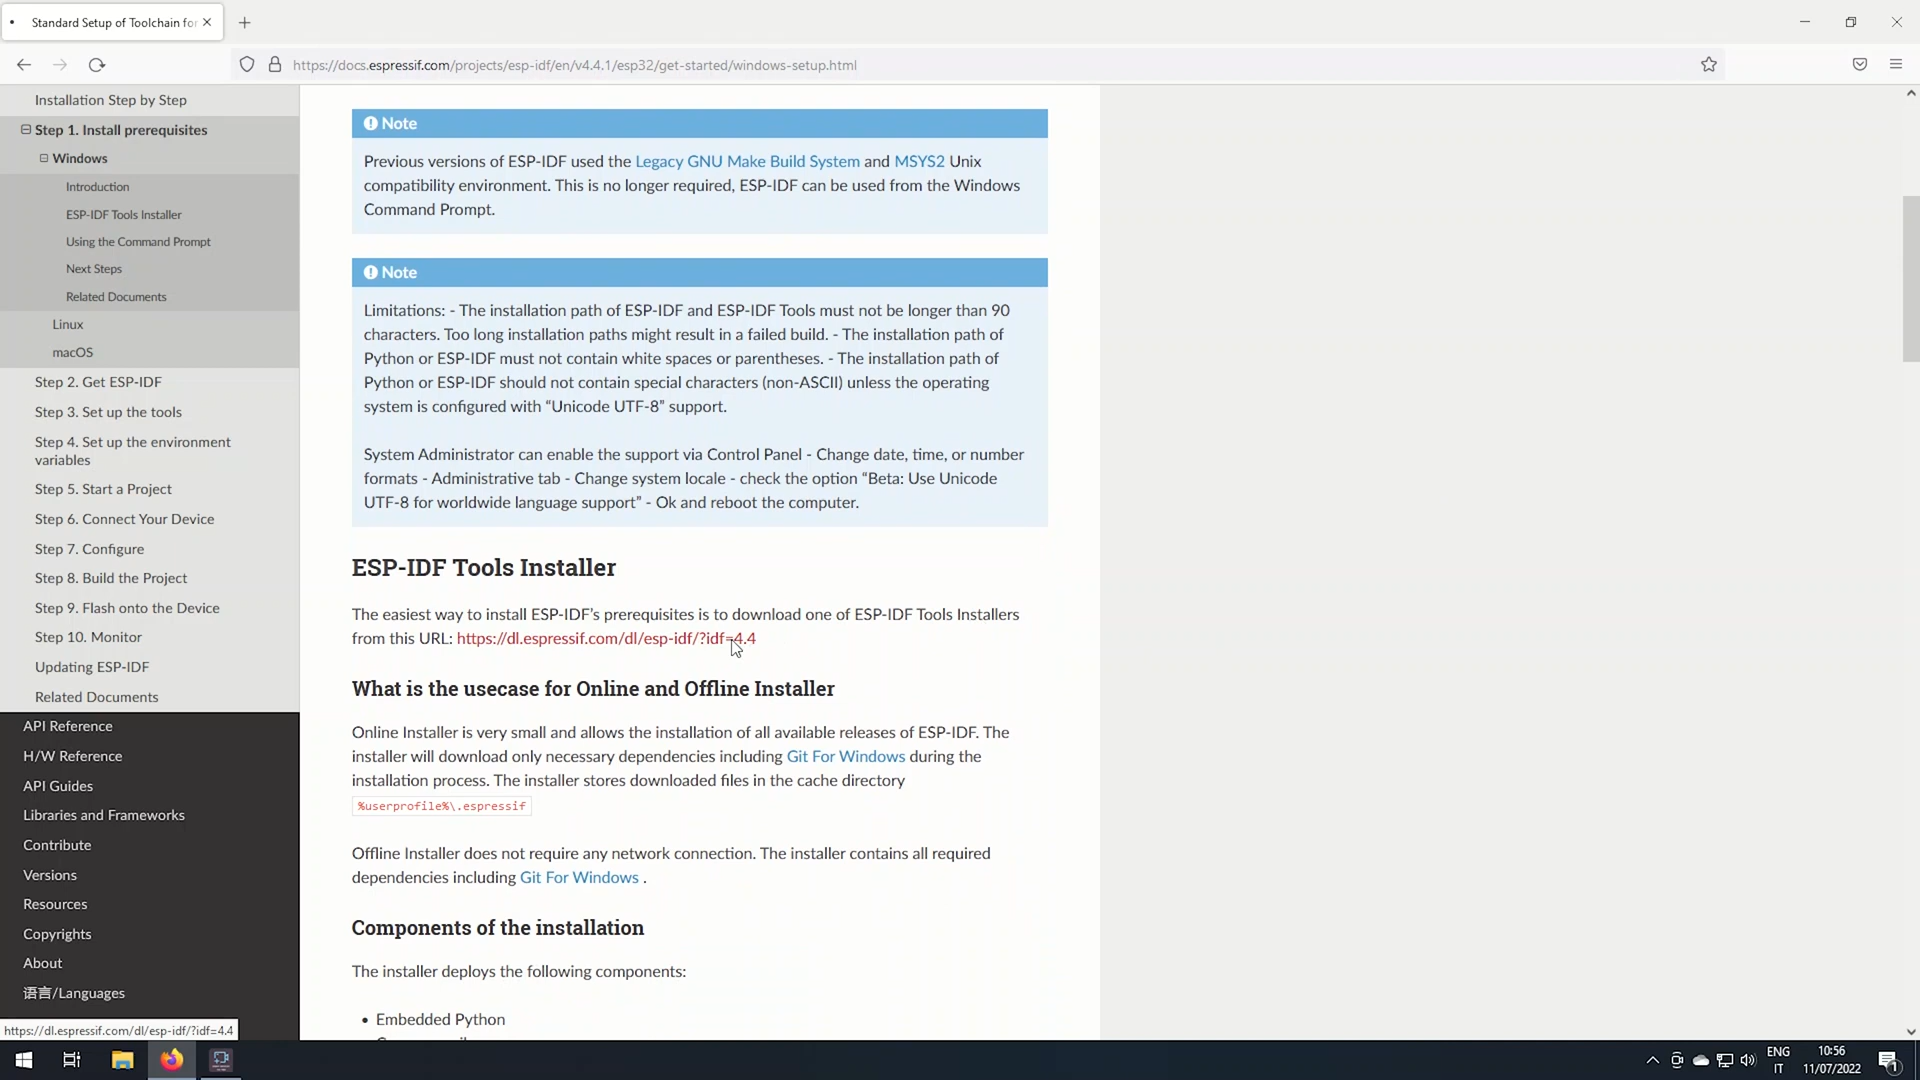 Standard Setup of Toolchain for
https://docs.espressif.com/projects/esp-idf/en/v4.4.1/esp32/get-started/windows-setup.html
Installation Step by Step
Step 1. Install prerequisites
Windows
Introduction
ESP-IDF Tools Installer
Using the Command Prompt
Next Steps
Related Documents
Linux
macOS
Step 2. Get ESP-IDF
Step 3. Set up the tools
Step 4. Set up the environment
variables
Step 5. Start a Project
Step 6. Connect Your Device
Step 7. Configure
Step 8. Build the Project
Step 9. Flash onto the Device
Step 10. Monitor
Updating ESP-IDF
Related Documents
API Reference
H/W Reference
API Guides
Libraries and Frameworks
Contribute
Versions
Resources
Copyrights
About
语言/Languages
https://dl.espressif.com/dl/esp-idf/?idf=4.4
Note
Previous versions of ESP-IDF used the Legacy GNU Make Build System and MSYS2 Unix
compatibility environment. This is no longer required, ESP-IDF can be used from the Windows
Command Prompt.
Note
Limitations: - The installation path of ESP-IDF and ESP-IDF Tools must not be longer than 90
characters. Too long installation paths might result in a failed build. - The installation path of
Python or ESP-IDF must not contain white spaces or parentheses. - The installation path of
Python or ESP-IDF should not contain special characters (non-ASCII) unless the operating
system is configured with “Unicode UTF-8” support.
System Administrator can enable the support via Control Panel - Change date, time, or number
formats - Administrative tab - Change system locale - check the option “Beta: Use Unicode
UTF-8 for worldwide language support” - Ok and reboot the computer.
ESP-IDF Tools Installer
The easiest way to install ESP-IDF’s prerequisites is to download one of ESP-IDF Tools Installers
from this URL: https://dl.espressif.com/dl/esp-idf/?idf=4.4
What is the usecase for Online and Offline Installer
Online Installer is very small and allows the installation of all available releases of ESP-IDF. The
installer will download only necessary dependencies including Git For Windows during the
installation process. The installer stores downloaded files in the cache directory
%userprofile%\.espressif
Offline Installer does not require any network connection. The installer contains all required
dependencies including Git For Windows .
Components of the installation
The installer deploys the following components:
• Embedded Python
ENG
IT
10:56
11/07/2022
1